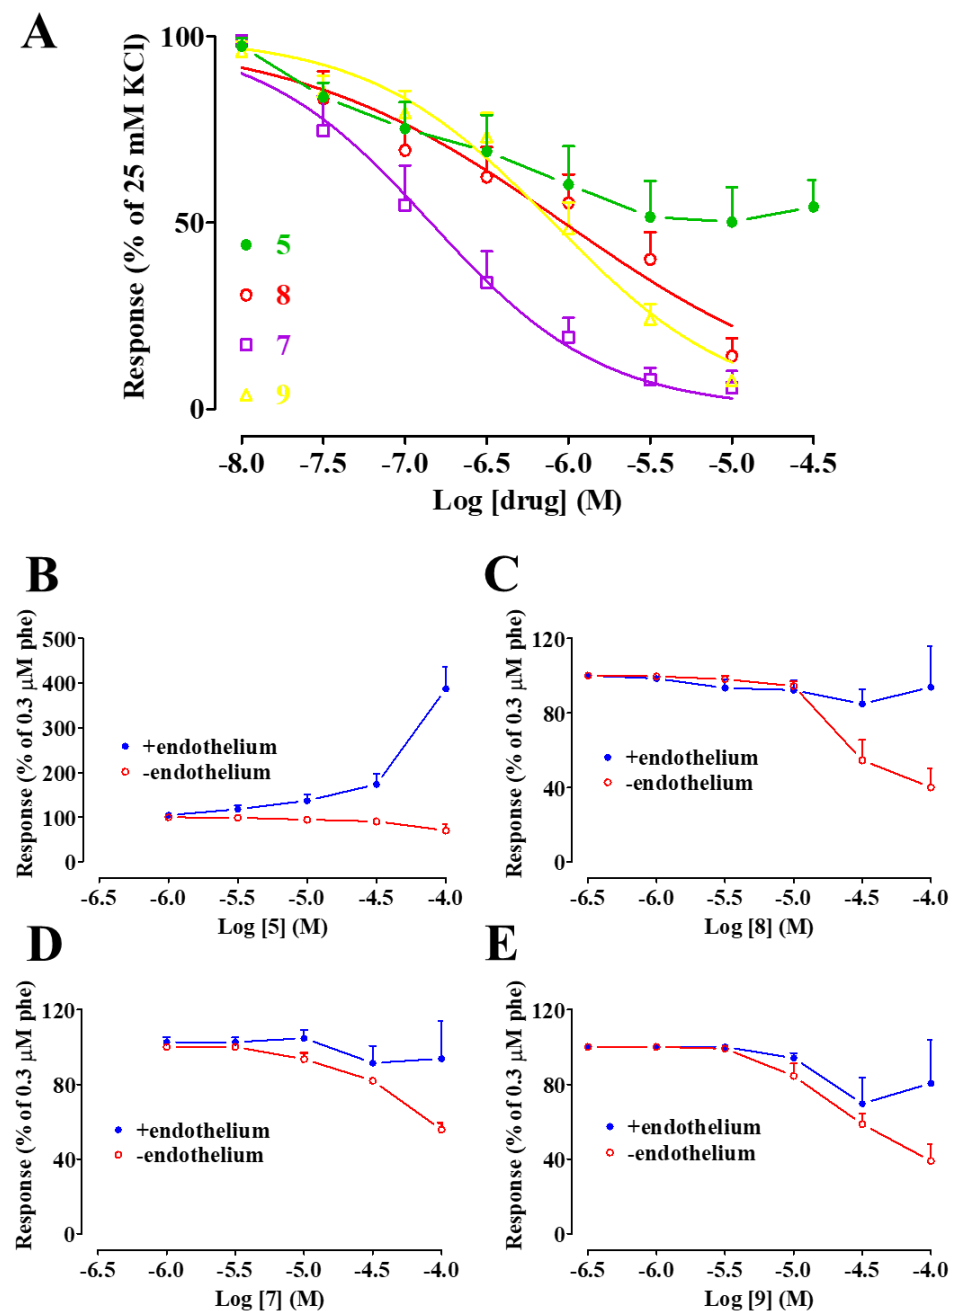 A
Response (% of 25 mM KCl)
100
50
0
5
8
7
9
-8.0 -7.5 -7.0 -6.5 -6.0 -5.5 -5.0 -4.5
Log [drug] (M)
B
Response (% of 0.3 µM phe)
500
400
300
200
100
0
+endothelium
-endothelium
-6.5 -6.0 -5.5 -5.0 -4.5 -4.0
Log [5] (M)
C
Response (% of 0.3 µM phe)
120
80
40
0
+endothelium
-endothelium
-6.5 -6.0 -5.5 -5.0 -4.5 -4.0
Log [8] (M)
D
Response (% of 0.3 µM phe)
120
80
40
0
+endothelium
-endothelium
-6.5 -6.0 -5.5 -5.0 -4.5 -4.0
Log [7] (M)
E
Response (% of 0.3 µM phe)
120
80
40
0
+endothelium
-endothelium
-6.5 -6.0 -5.5 -5.0 -4.5 -4.0
Log [9] (M)